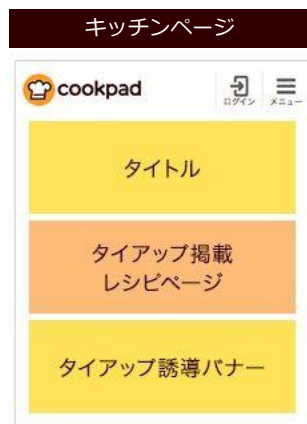 キッチンページ
cookpad
ログイン
メニュー
タイトル
タイアップ掲載
レシピページ
タイアップ誘導バナー